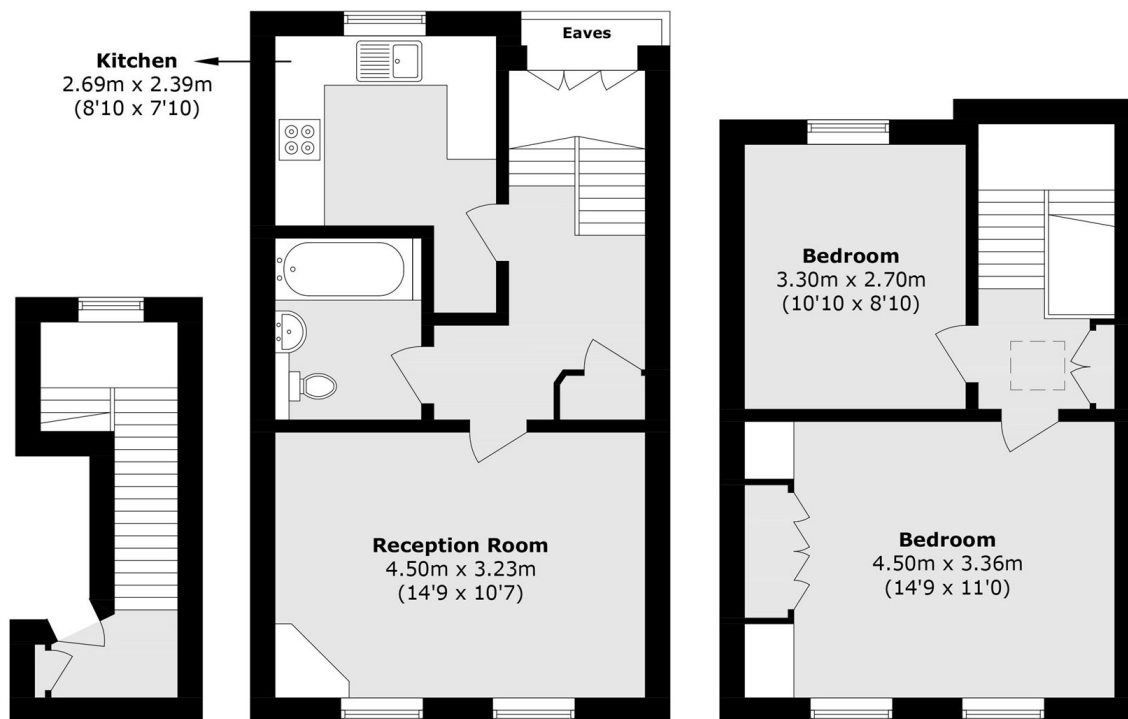 Kitchen
2.69m x 2.39m
(8'10 x 7'10)
Eaves
Reception Room
4.50m x 3.23m
(14'9 x 10'7)
Bedroom
3.30m x 2.70m
(10'10 x 8'10)
Bedroom
4.50m x 3.36m
(14'9 x 11'0)